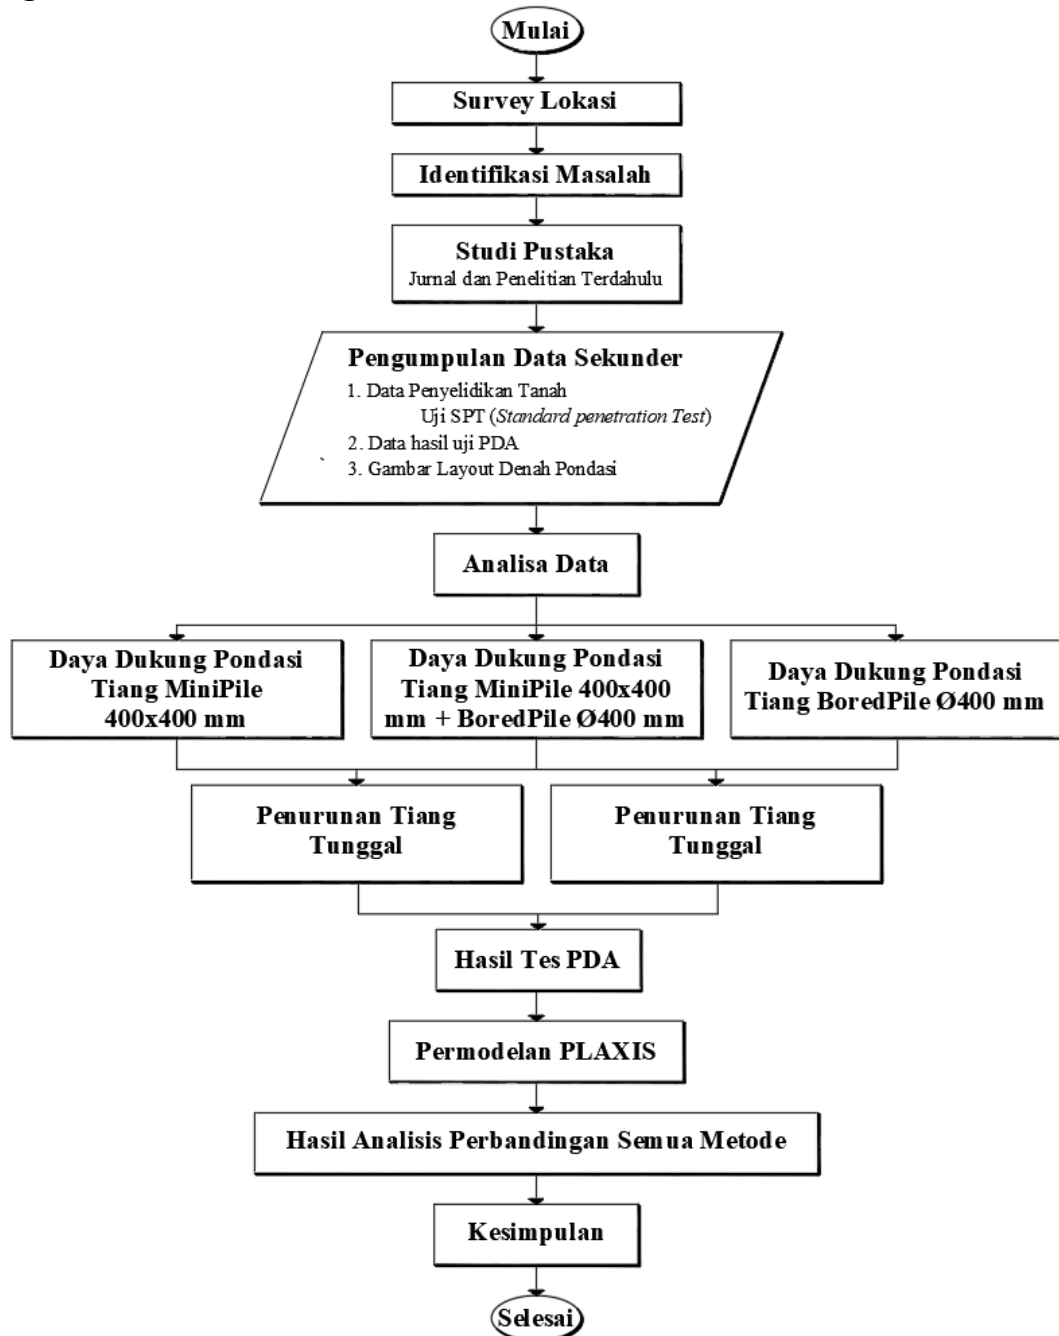 Mulai
Survey Lokasi
Identifikasi Masalah
Studi Pustaka
Jurnal dan Penelitian Terdahulu
Pengumpulan Data Sekunder
1. Data Penyelidikan Tanah
Uji SPT (Standard penetration Test)
2. Data hasil uji PDA
` 3. Gambar Layout Denah Pondasi
Analisa Data
Daya Dukung Pondasi
Tiang MiniPile
400x400 mm
Daya Dukung Pondasi
Tiang MiniPile 400x400
mm + BoredPile Ø400 mm
Daya Dukung Pondasi
Tiang BoredPile Ø400 mm
Penurunan Tiang
Tunggal
Penurunan Tiang
Tunggal
Hasil Tes PDA
Permodelan PLAXIS
Hasil Analisis Perbandingan Semua Metode
Kesimpulan
Selesai